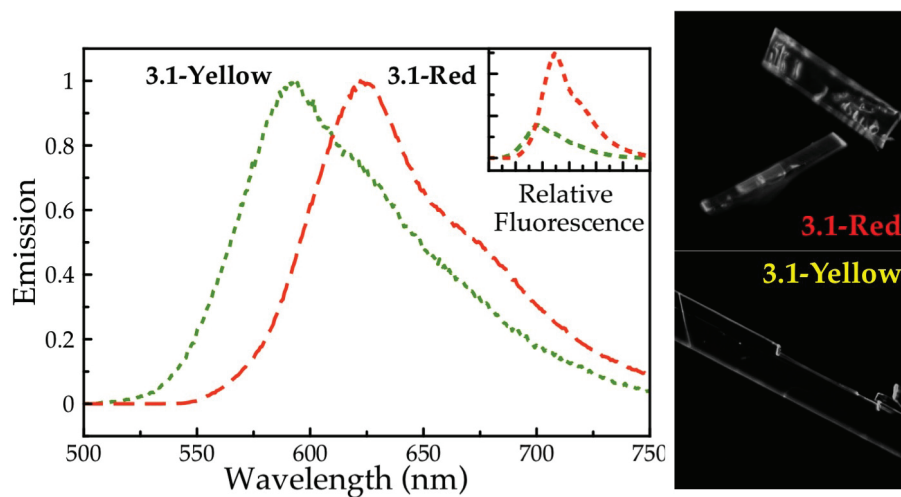 3.1-Yellow
3.1-Red
1
0.8
0.6
0.4
0.2
0
Emission
500
550
600
650
700
750
Wavelength (nm)
Relative
Fluorescence
3.1-Red
3.1-Yellow